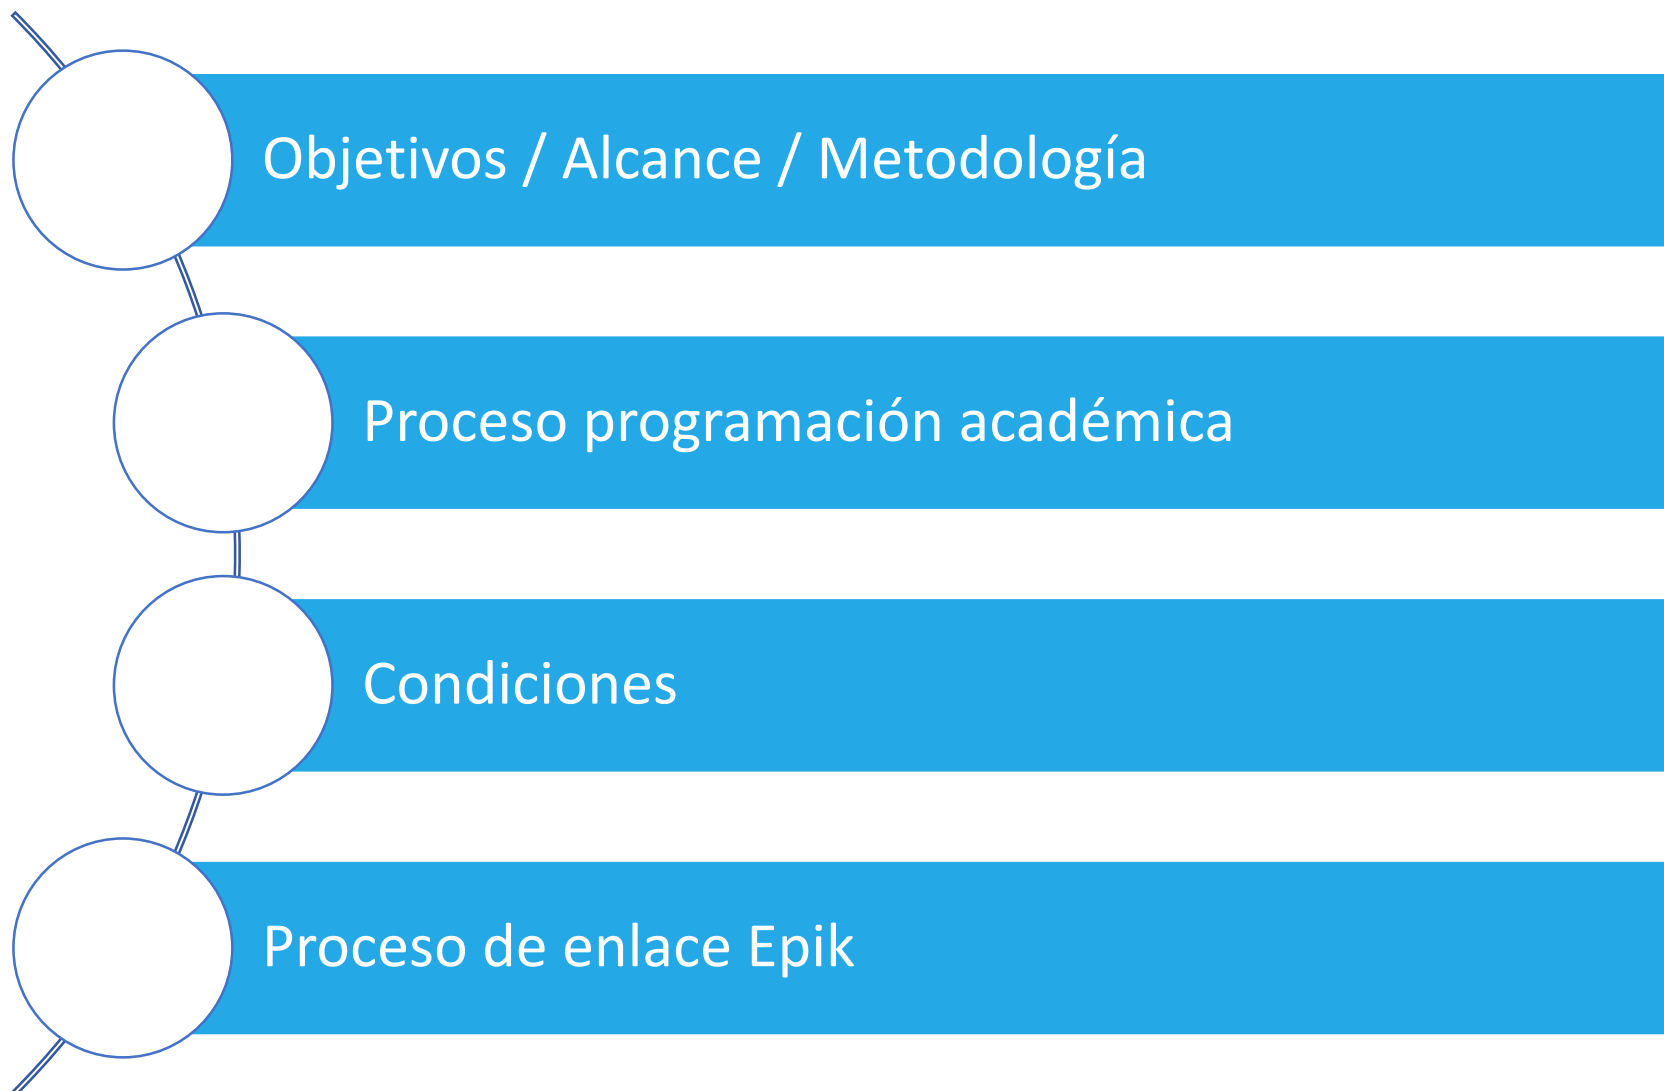 Objetivos / Alcance / Metodología
Proceso programación académica
Condiciones
Proceso de enlace Epik